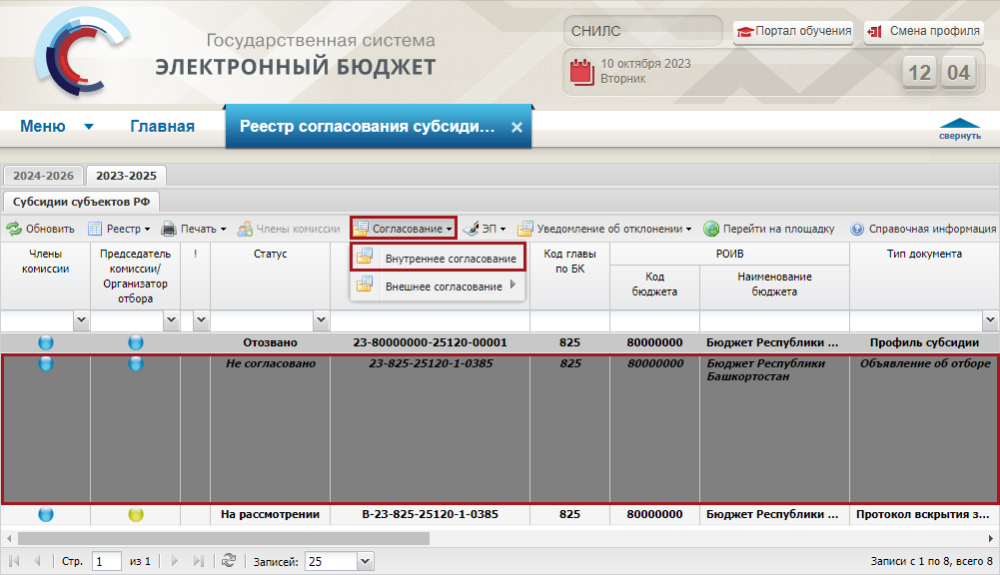 Государственная система
ЭЛЕКТРОННЫЙ БЮДЖЕТ
СНИЛС
Портал обучения
Смена профиля
10 октября 2023
Вторник
12 04
Меню
Главная
Реестр согласования субсиди...
свернуть
2024-2026
2023-2025
Субсидии субъектов РФ
Обновить
Реестр
Печать
Члены комиссии
Согласование
ЭП
Уведомление об отклонении
Перейти на площадку
Справочная информация
Внутреннее согласование
Внешнее согласование
Члены
комиссии
Председатель
комиссии/
Организатор
отбора
!
Статус
Код главы
по БК
РОИВ
Код
бюджета
Наименование
бюджета
Тип документа
Отозвано 23-80000000-25120-00001 825 80000000 Бюджет Республики ... Профиль субсидии
Не согласовано 23-825-25120-1-0385 825 80000000 Бюджет Республики Объявление об отборе
Башкортостан
На рассмотрении В-23-825-25120-1-0385 825 80000000 Бюджет Республики ... Протокол вскрытия з...
Стр. 1 из 1 Записей: 25 Записи с 1 по 8, всего 8